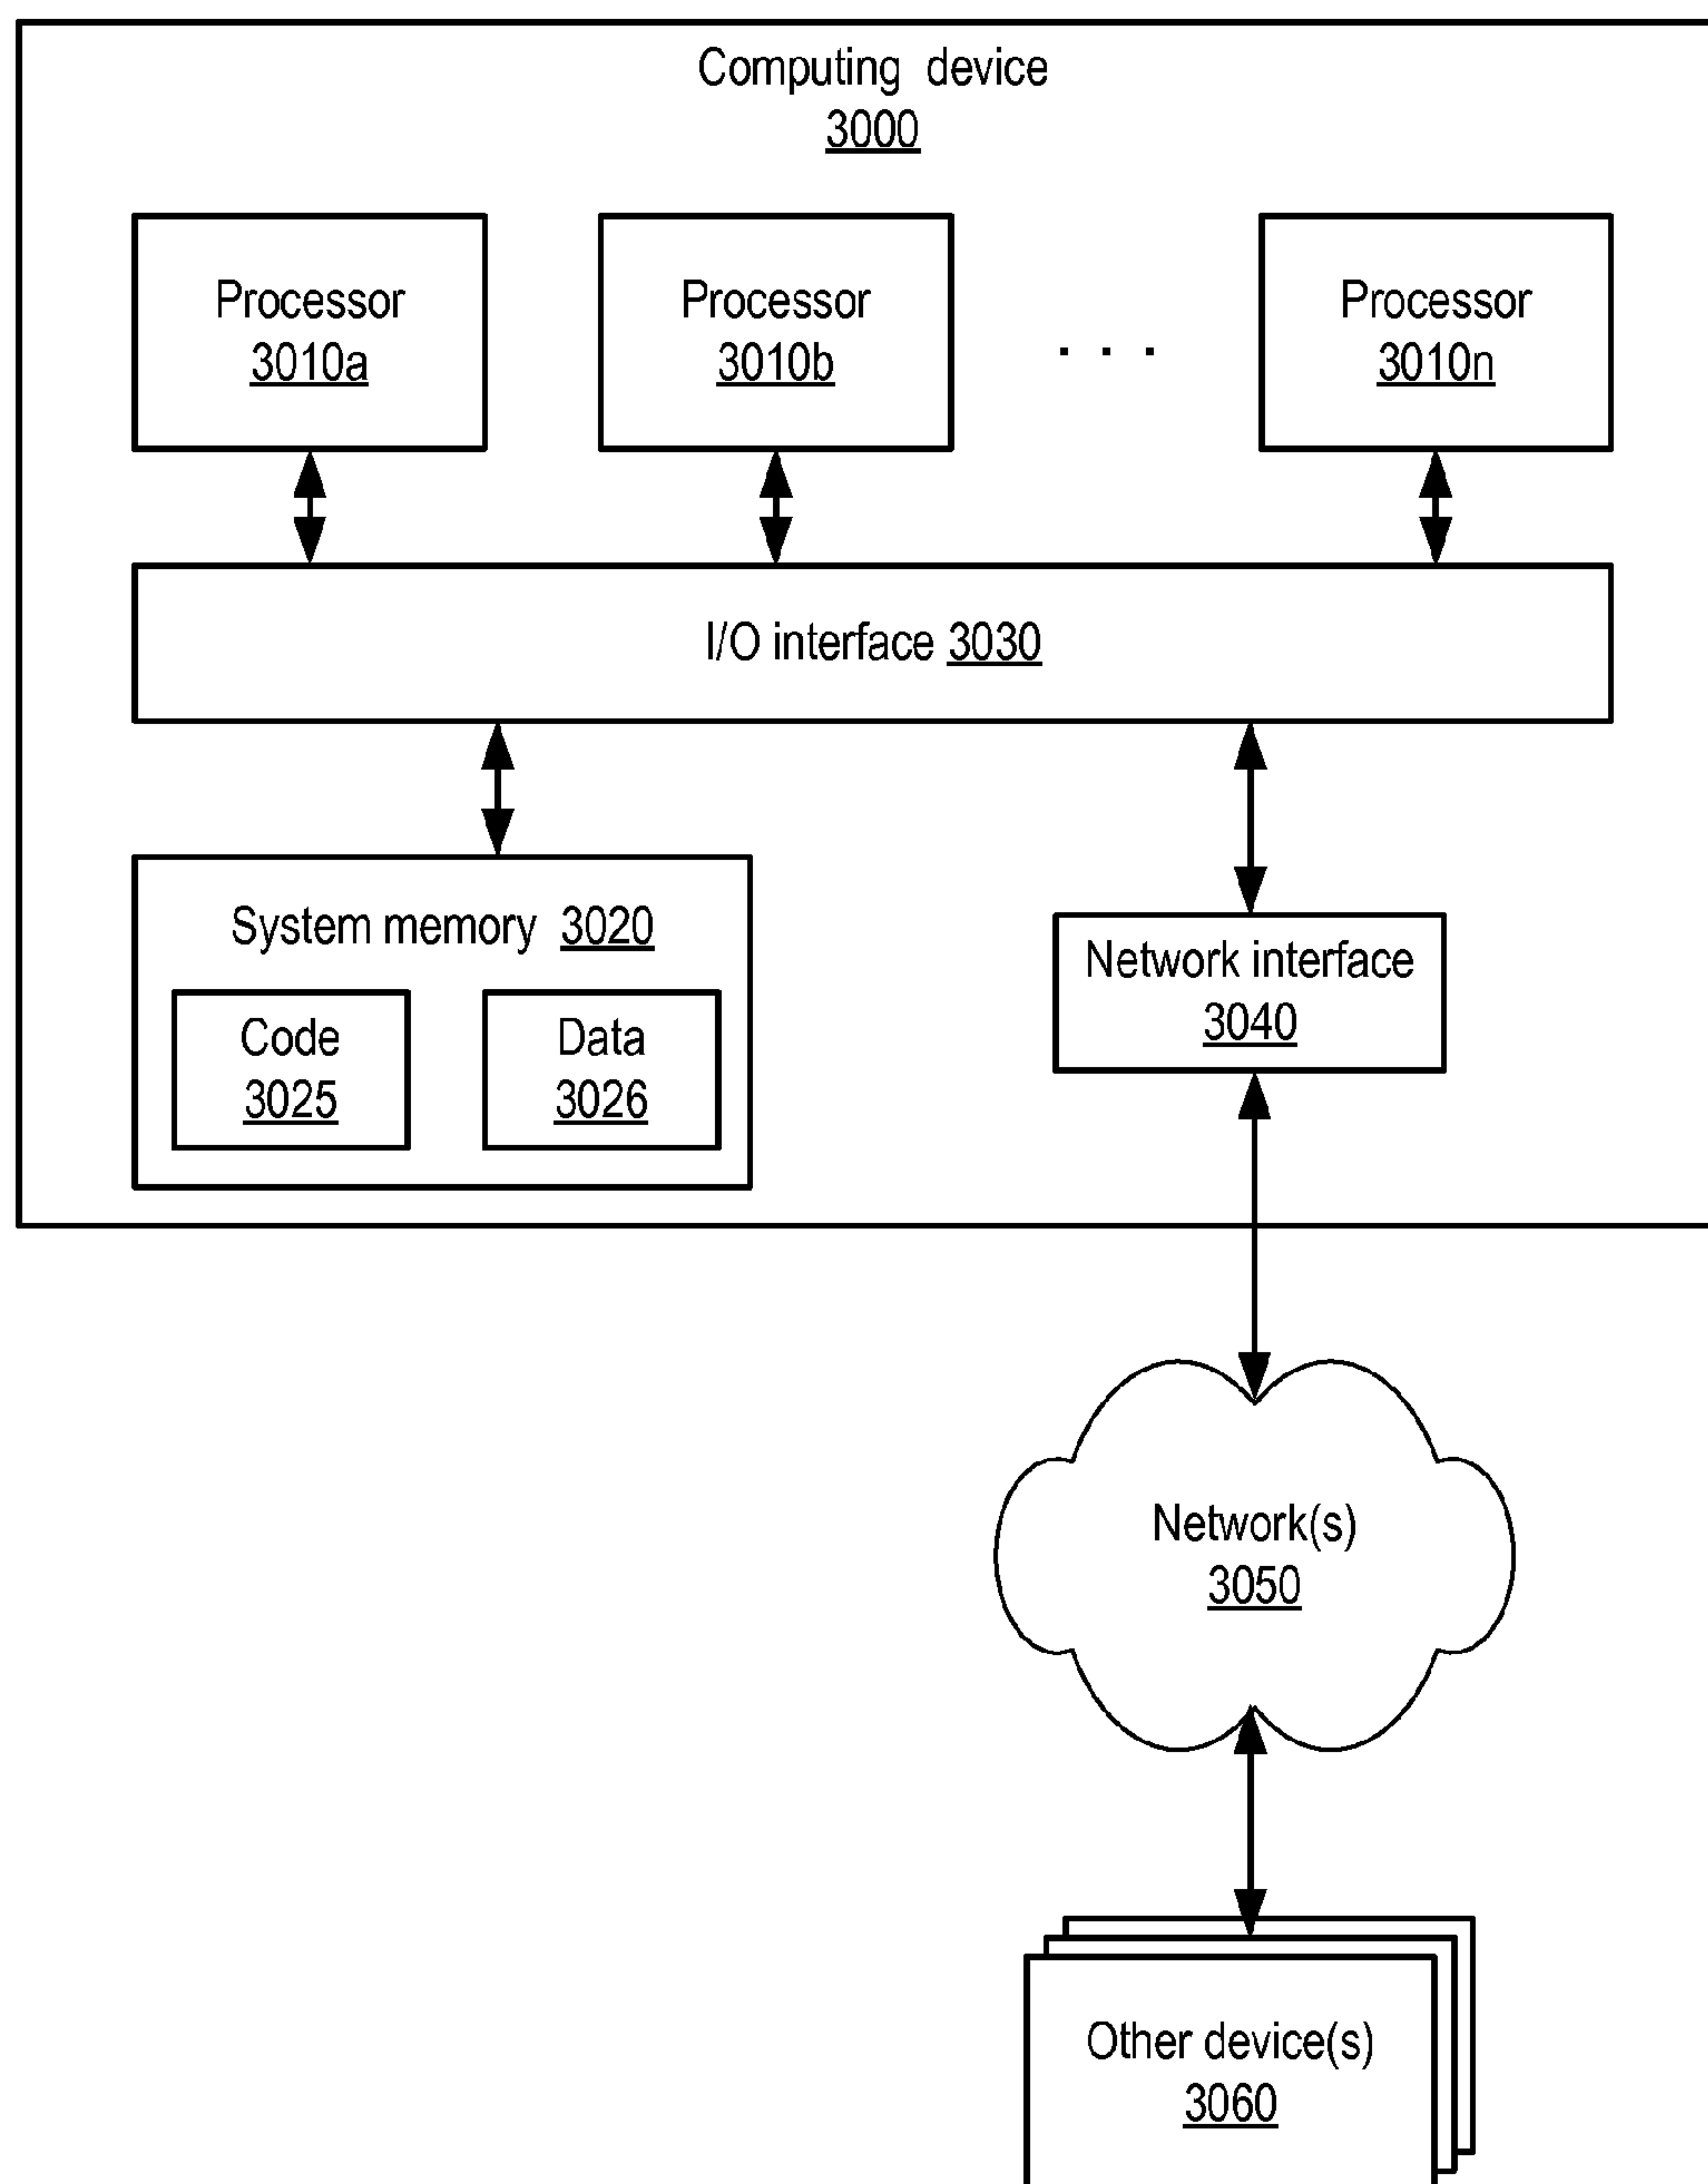 Computing device
3000
Processor
3010a
Processor
3010b
. . .
Processor
3010n
I/O interface 3030
System memory 3020
Code
3025
Data
3026
Network interface
3040
Network(s)
3050
Other device(s)
3060